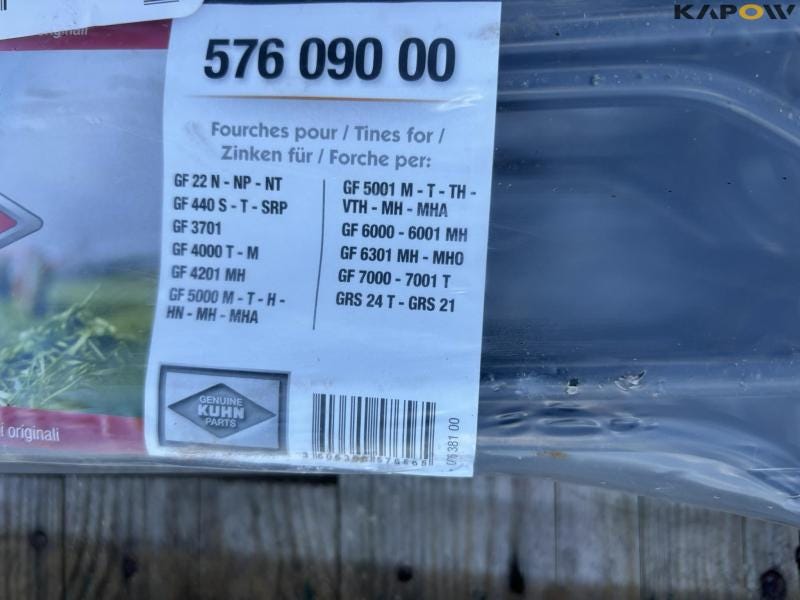 KAPOW
originali
576 090 00
Fourches pour / Tines for /
Zinken für / Forche per:
GF 22 N - NP - NT
GF 440 S - T - SRP
GF 3701
GF 4000 T - M
GF 4201 MH
GF 5000 M - T - H -
HN - MH - MHA
GF 5001 M - T - TH -
VTH - MH - MHA
GF 6000 - 6001 MH
GF 6301 MH - MHO
GF 7000 - 7001 T
GRS 24 T - GRS 21
GENUINE
KUHN
PARTS
i originali